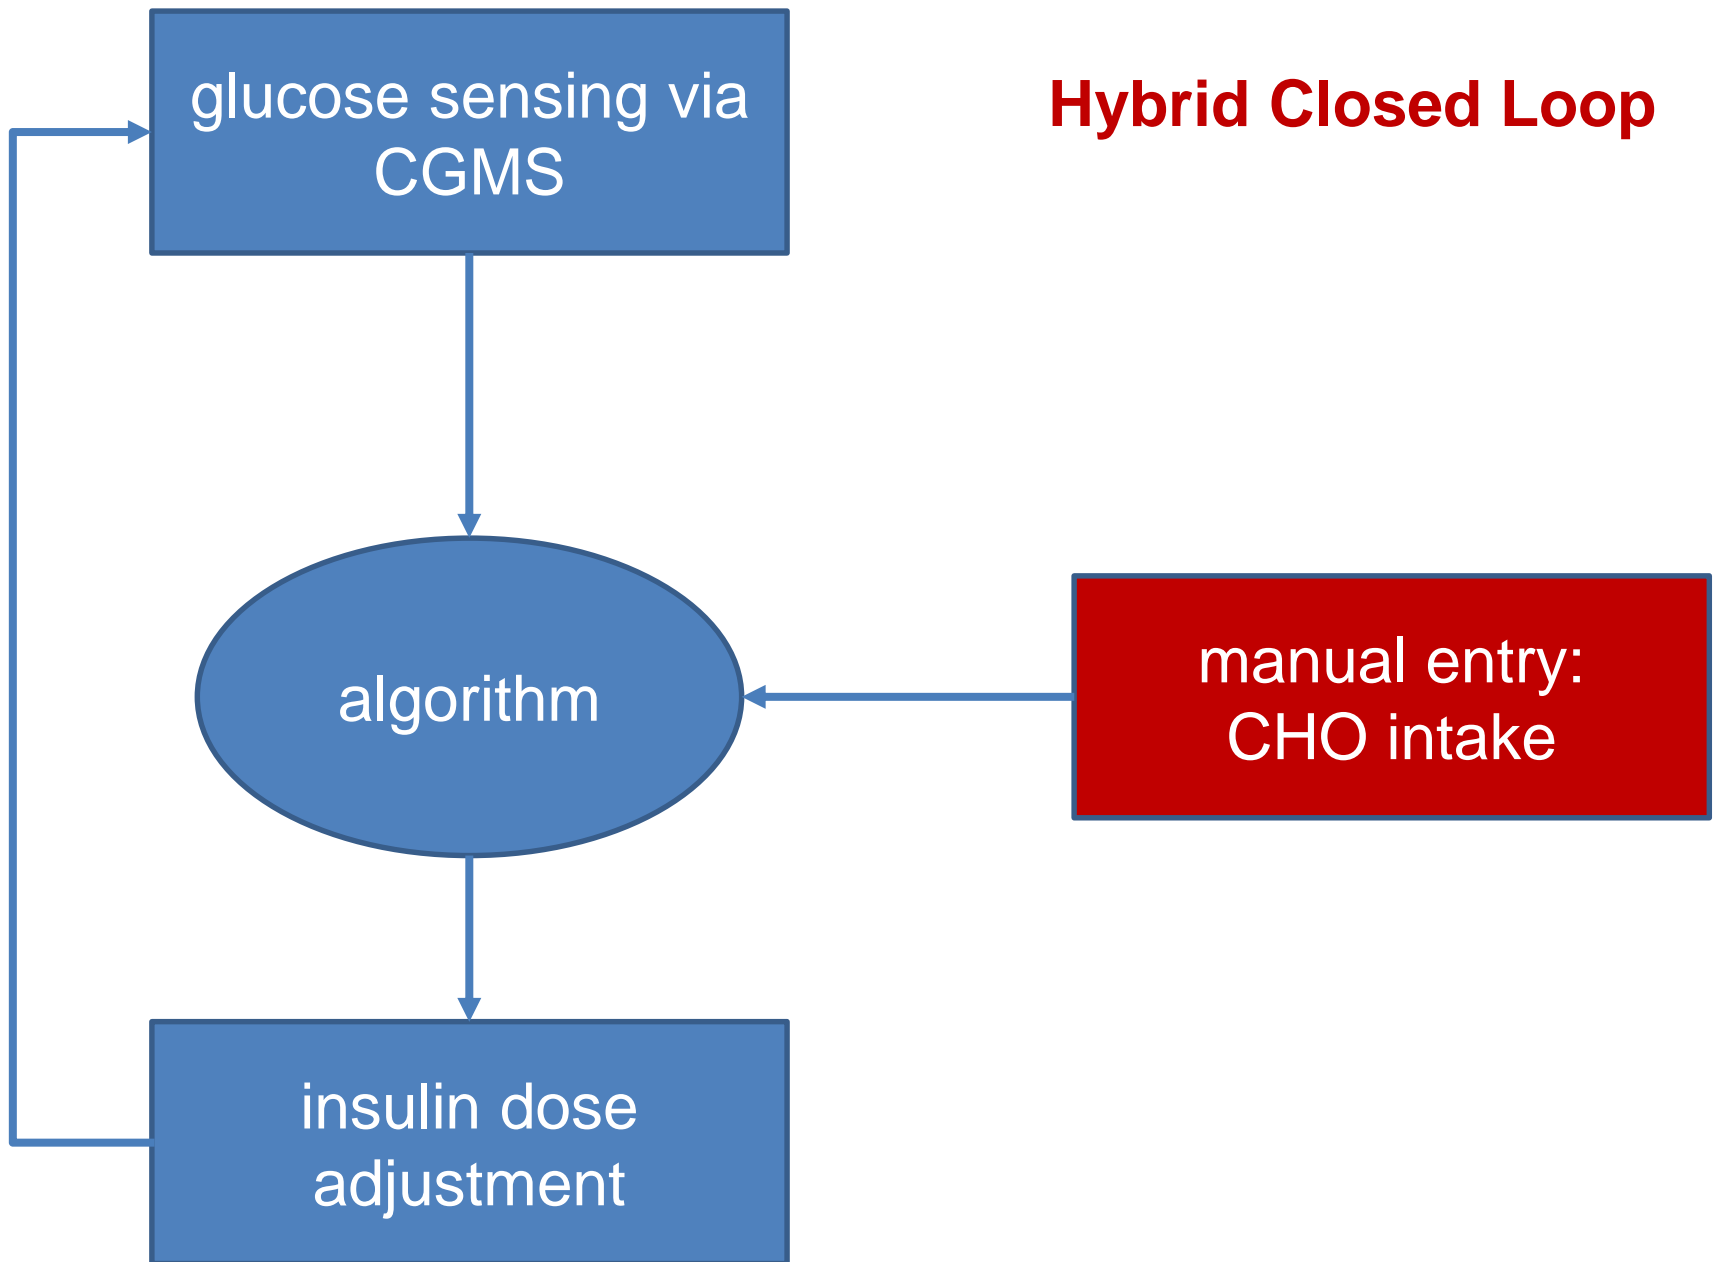 glucose sensing via
CGMS
Hybrid Closed Loop
algorithm
manual entry:
CHO intake
insulin dose
adjustment